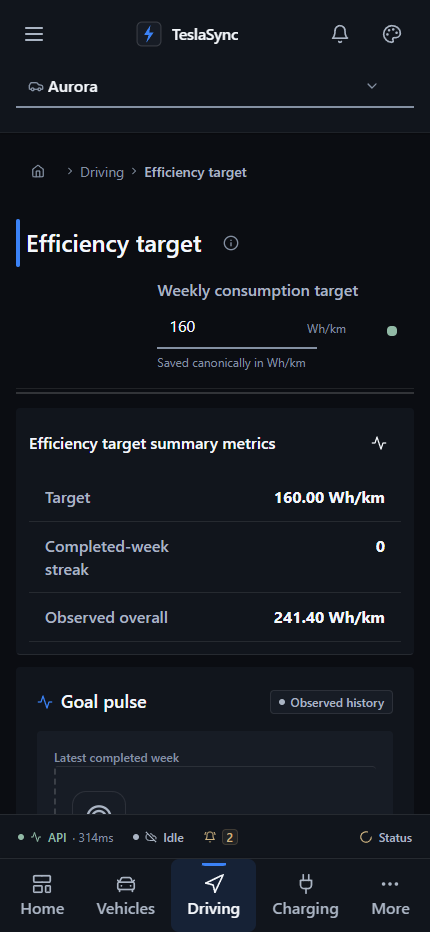 TeslaSync
Aurora
Driving
Efficiency target
Efficiency target
Weekly consumption target
160 Wh/km
Saved canonically in Wh/km
Efficiency target summary metrics
Target 160.00 Wh/km
Completed-week 0
streak
Observed overall 241.40 Wh/km
Goal pulse Observed history
Latest completed week
API · 314ms Idle 2 Status
Home Vehicles Driving Charging More